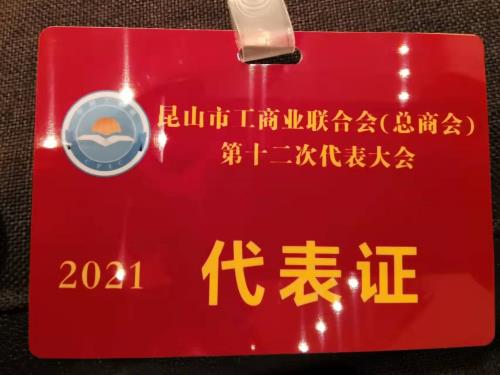 昆山市工商业联合会(总商会)
第十二次代表大会
2021
代表证